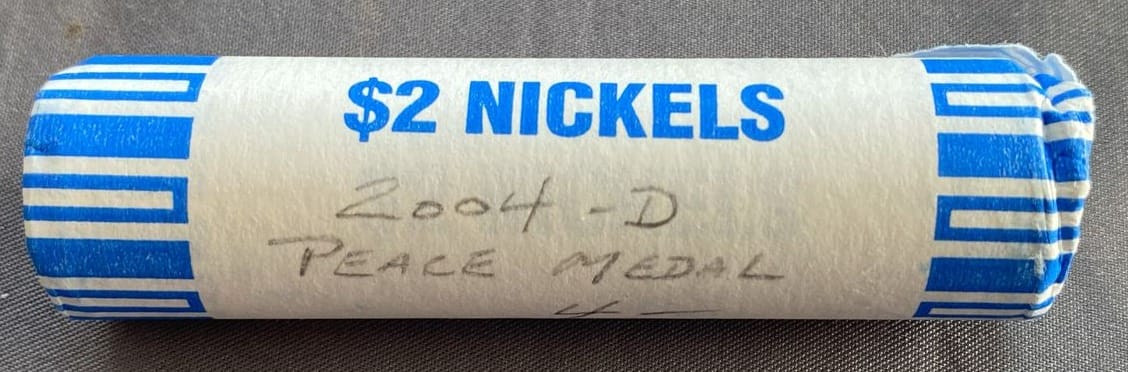 $2 NICKELS
2004-D
PEACE MEDAL
4-